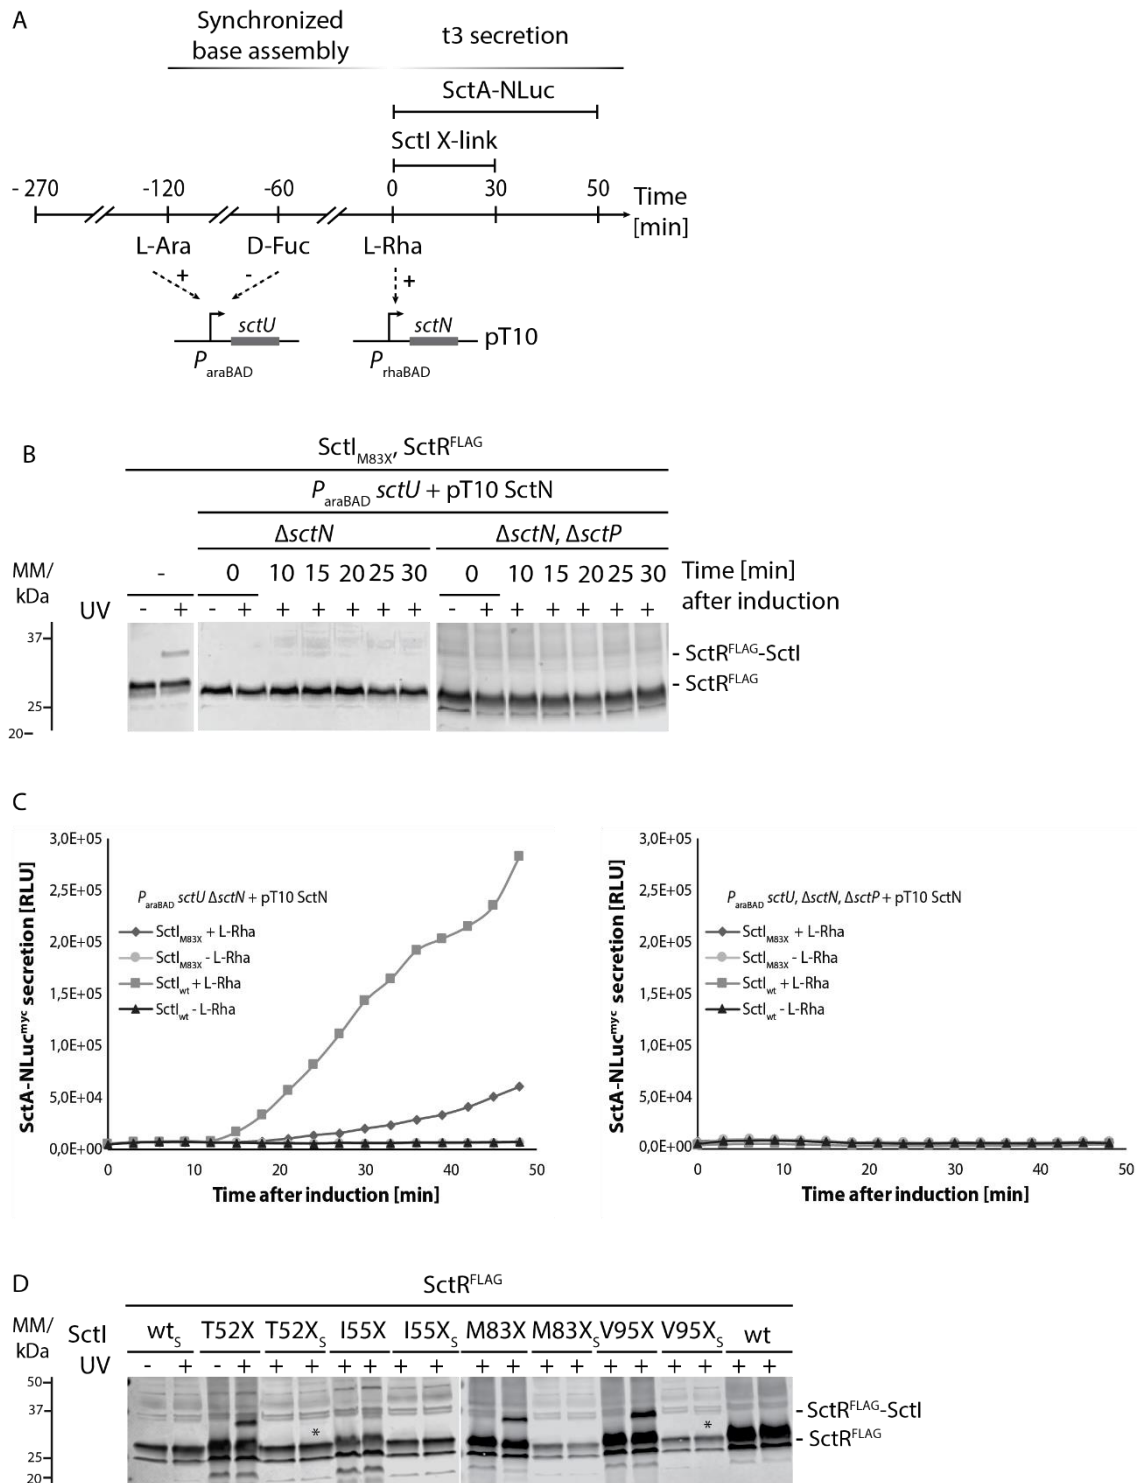 A
Synchronized
base assembly
t3 secretion
SctA-NLuc
SctI X-link
- 270 -120 -60 0 30 50 Time
[min]
L-Ara D-Fuc L-Rha
+ - +
sctU sctN pT10
ParaBAD PrhaBAD
B
SctIM83X, SctRFLAG
ParaBAD sctU + pT10 SctN
ΔsctN ΔsctN, ΔsctP
MM/
kDa
- 0 10 15 20 25 30 0 10 15 20 25 30 Time [min]
after induction
UV - + - + + + + + + - + + + + + +
37
- SctRFLAG-SctI
- SctRFLAG
25
20
C
SctA-NLucmyc secretion [RLU]
3,0E+05
2,5E+05
2,0E+05
1,5E+05
1,0E+05
5,0E+04
0,0E+00
ParaBAD sctU ΔsctN + pT10 SctN
SctIM83X + L-Rha
SctIM83X - L-Rha
SctIwt + L-Rha
SctIwt - L-Rha
0 10 20 30 40 50
Time after induction [min]
SctA-NLucmyc secretion [RLU]
3,0E+05
2,5E+05
2,0E+05
1,5E+05
1,0E+05
5,0E+04
0,0E+00
ParaBAD sctU, ΔsctN, ΔsctP + pT10 SctN
SctIM83X + L-Rha
SctIM83X - L-Rha
SctIwt + L-Rha
SctIwt - L-Rha
0 10 20 30 40 50
Time after induction [min]
D
SctRFLAG
MM/
kDa
SctI wtS T52X T52XS I55X I55XS M83X M83XS V95X V95XS wt
UV - + - + + + + + + + + + + + + + + + + +
50
37
- SctRFLAG-SctI
* *
- SctRFLAG
25
20